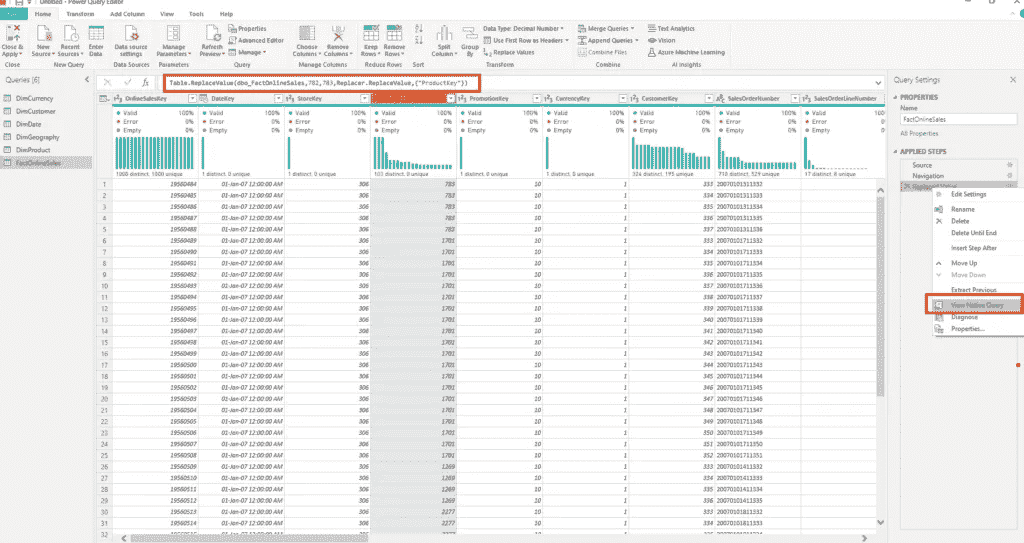 Untitled - Power Query Editor
Home Transform Add Column View Tools Help
Close & Apply New Source Recent Sources Enter Data Data source settings Manage Parameters Refresh Preview Properties Advanced Editor Manage Choose Columns Remove Columns Keep Rows Remove Rows Split Column Group By Data Type: Decimal Number Use First Row as Headers Replace Values Merge Queries Append Queries Combine Files Text Analytics Vision Azure Machine Learning
Close New Query Data Sources Parameters Query Manage Columns Reduce Rows Sort Transform Combine AI Insights
Queries [6]
DimCurrency
DimCustomer
DimDate
DimGeography
DimProduct
FactOnlineSales
Table.ReplaceValue(dbo_FactOnlineSales,782,783,Replacer.ReplaceValue,{"ProductKey"})
OnlineSalesKey DateKey StoreKey PromotionKey CurrencyKey CustomerKey SalesOrderNumber SalesOrderLineNumber
Valid 100% Valid 100% Valid 100% Valid 100% Valid 100% Valid 100% Valid 100% Valid 100% Valid
Error 0% Error 0% Error 0% Error 0% Error 0% Error 0% Error 0% Error 0% Error
Empty 0% Empty 0% Empty 0% Empty 0% Empty 0% Empty 0% Empty 0% Empty 0% Empty
1000 distinct, 1000 unique 1 distinct, 0 unique 1 distinct, 0 unique 1 distinct, 0 unique 1 distinct, 0 unique 324 distinct, 195 unique 710 distinct, 529 unique
1 19560484 01-Jan-07 12:00:00 AM 306 783 10 1 333 20070101311332
2 19560485 01-Jan-07 12:00:00 AM 306 783 10 1 334 20070101311333
3 19560486 01-Jan-07 12:00:00 AM 306 783 10 1 335 20070101311334
4 19560487 01-Jan-07 12:00:00 AM 306 783 10 1 336 20070101311335
5 19560488 01-Jan-07 12:00:00 AM 306 783 10 1 337 20070101311336
6 19560489 01-Jan-07 12:00:00 AM 306 1701 10 1 333 20070101711332
7 19560490 01-Jan-07 12:00:00 AM 306 1701 10 1 334 20070101711333
8 19560491 01-Jan-07 12:00:00 AM 306 1701 10 1 335 20070101711334
9 19560492 01-Jan-07 12:00:00 AM 306 1701 10 1 336 20070101711335
10 19560493 01-Jan-07 12:00:00 AM 306 1701 10 1 337 20070101711336
11 19560494 01-Jan-07 12:00:00 AM 306 1701 10 1 338 20070101711337
12 19560495 01-Jan-07 12:00:00 AM 306 1701 10 1 339 20070101711338
13 19560496 01-Jan-07 12:00:00 AM 306 1701 10 1 340 20070101711339
14 19560497 01-Jan-07 12:00:00 AM 306 1701 10 1 341 20070101711340
15 19560498 01-Jan-07 12:00:00 AM 306 1701 10 1 342 20070101711341
16 19560499 01-Jan-07 12:00:00 AM 306 1701 10 1 343 20070101711342
17 19560500 01-Jan-07 12:00:00 AM 306 1701 10 1 344 20070101711343
18 19560501 01-Jan-07 12:00:00 AM 306 1701 10 1 345 20070101711344
19 19560502 01-Jan-07 12:00:00 AM 306 1701 10 1 346 20070101711345
20 19560503 01-Jan-07 12:00:00 AM 306 1701 10 1 347 20070101711346
21 19560504 01-Jan-07 12:00:00 AM 306 1701 10 1 348 20070101711347
22 19560505 01-Jan-07 12:00:00 AM 306 1701 10 1 349 20070101711348
23 19560506 01-Jan-07 12:00:00 AM 306 1701 10 1 350 20070101711349
24 19560507 01-Jan-07 12:00:00 AM 306 1701 10 1 351 20070101711350
25 19560508 01-Jan-07 12:00:00 AM 306 1701 10 1 352 20070101711351
26 19560509 01-Jan-07 12:00:00 AM 306 1269 10 1 333 20070101411332
27 19560510 01-Jan-07 12:00:00 AM 306 1269 10 1 334 20070101411333
28 19560511 01-Jan-07 12:00:00 AM 306 1269 10 1 335 20070101411334
29 19560512 01-Jan-07 12:00:00 AM 306 1269 10 1 336 20070101411335
30 19560513 01-Jan-07 12:00:00 AM 306 2277 10 1 333 20070101811332
31 19560514 01-Jan-07 12:00:00 AM 306 2277 10 1 334 20070101811333
32
Query Settings
PROPERTIES
Name
FactOnlineSales
All Properties
APPLIED STEPS
Source
Navigation
Edit Settings
Rename
Delete
Delete Until End
Insert Step After
Move Up
Move Down
Extract Previous
View Native Query
Diagnose
Properties...